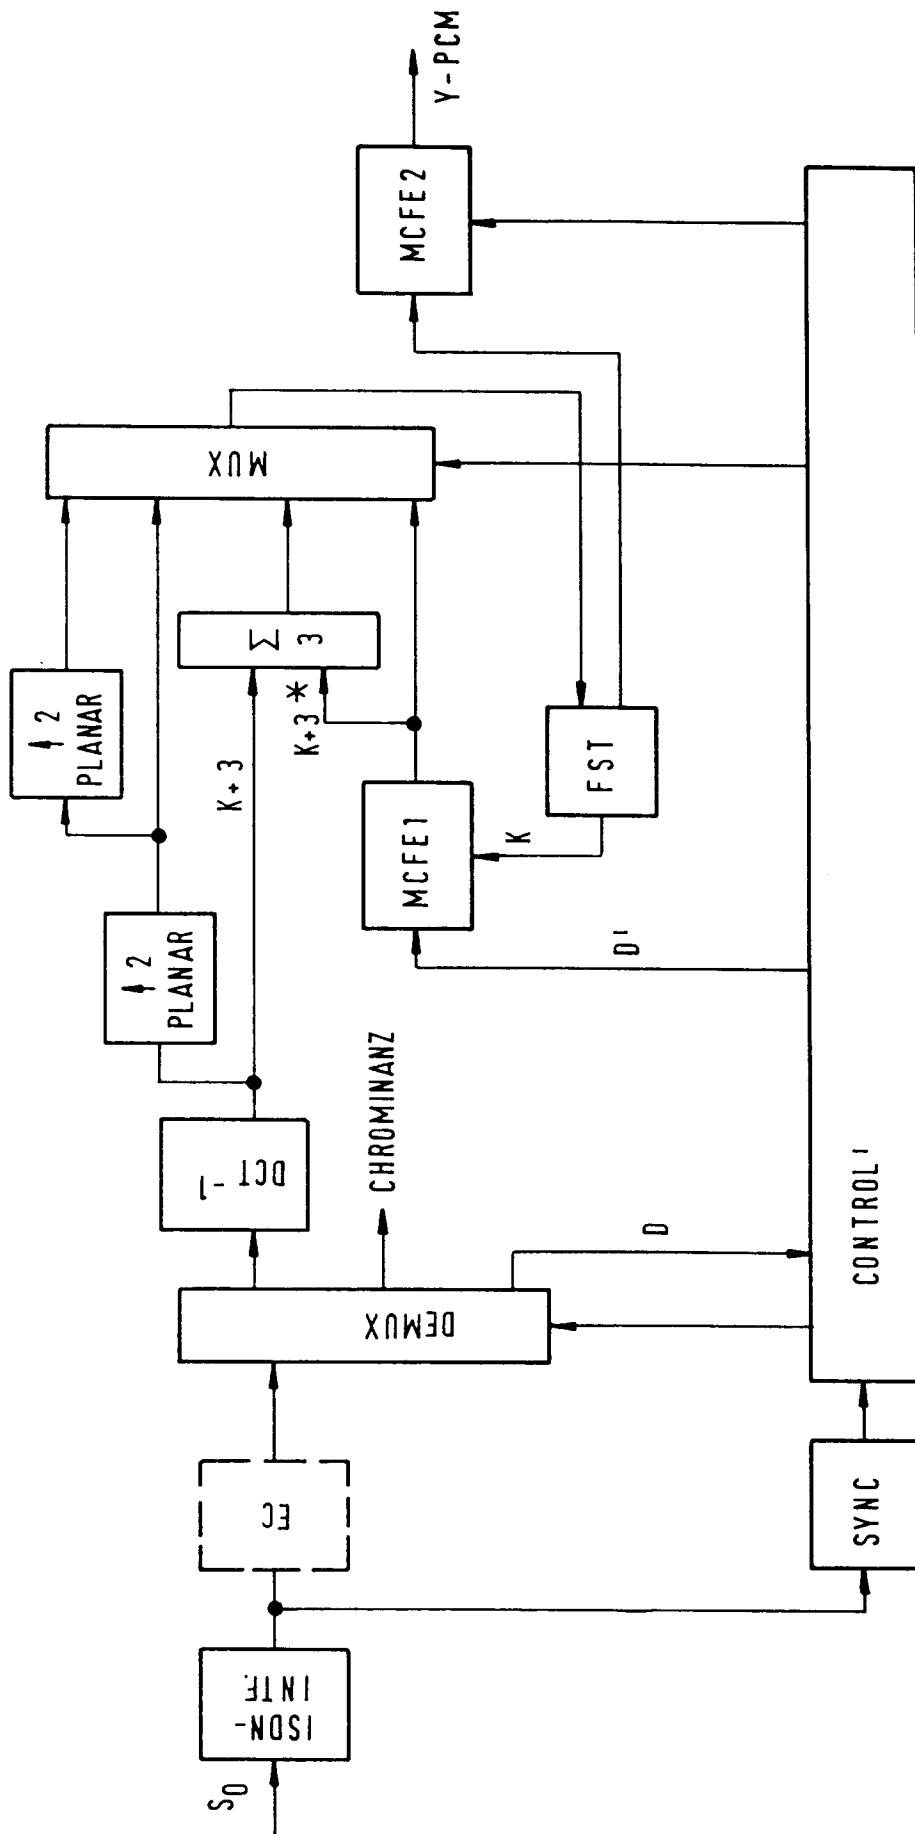 S0
ISDN-
INTF.
EC
SYNC
DEMUX
CHROMINANZ
D
CONTROL'
DCT⁻¹
↑2
PLANAR
↑2
PLANAR
K+3
K+3*
Σ
3
MCFE1
D'
K
FST
MUX
MCFE2
Y-PCM